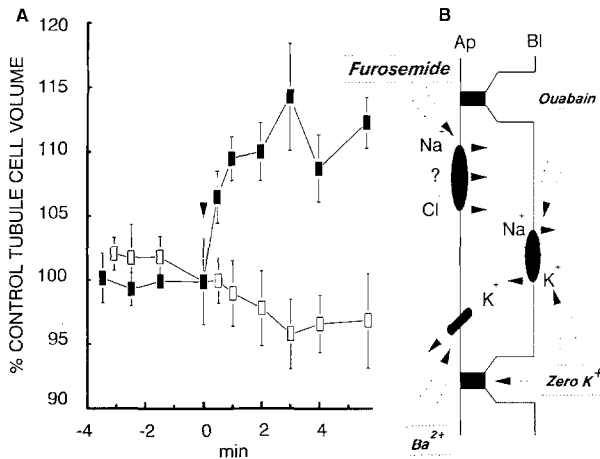 A
% CONTROL TUBULE CELL VOLUME
120
115
110
105
100
95
90
-4
-2
0
2
4
min
B
Ap
Bl
Furosemide
Ouabain
Na
?
Cl
Na+
K+
K+
Zero K+
Ba2+